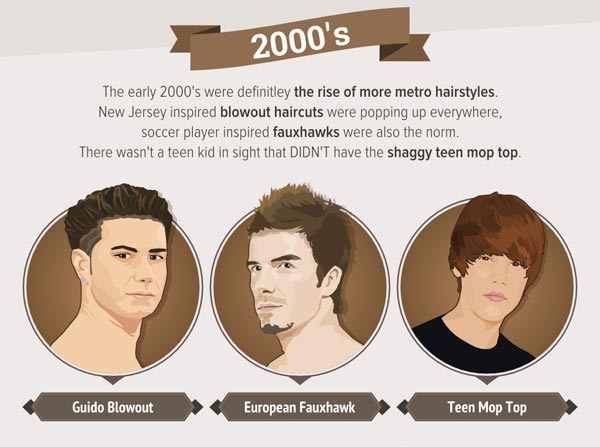 2000's
The early 2000's were definitley the rise of more metro hairstyles.
New Jersey inspired blowout haircuts were popping up everywhere,
soccer player inspired fauxhawks were also the norm.
There wasn't a teen kid in sight that DIDN'T have the shaggy teen mop top.
Guido Blowout
European Fauxhawk
Teen Mop Top